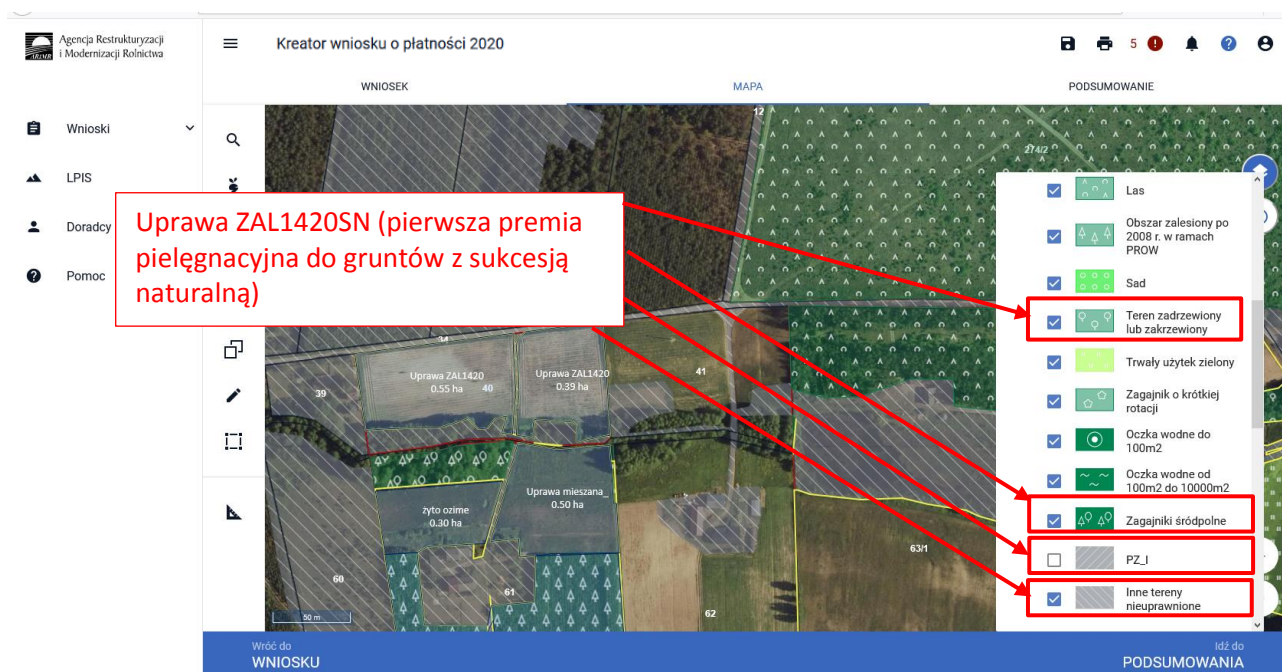 Agencja Restrukturyzacji
i Modernizacji Rolnictwa
ARiMR
Kreator wniosku o płatności 2020
5
WNIOSEK
MAPA
PODSUMOWANIE
Wnioski
LPIS
Doradcy
Pomoc
Uprawa ZAL1420SN (pierwsza premia
pielęgnacyjna do gruntów z sukcesją
naturalną)
12
274/2
34
39
Uprawa ZAL1420
0.55 ha
40
Uprawa ZAL1420
0.39 ha
41
żyto ozime
0.30 ha
Uprawa mieszana_
0.50 ha
60
61
62
63/1
50 m
Las
Obszar zalesiony po
2008 r. w ramach
PROW
Sad
Teren zadrzewiony
lub zakrzewiony
Trwały użytek zielony
Zagajnik o krótkiej
rotacji
Oczka wodne do
100m2
Oczka wodne od
100m2 do 10000m2
Zagajniki śródpolne
PZ_I
Inne tereny
nieuprawnione
Wróć do
WNIOSKU
Idź do
PODSUMOWANIA